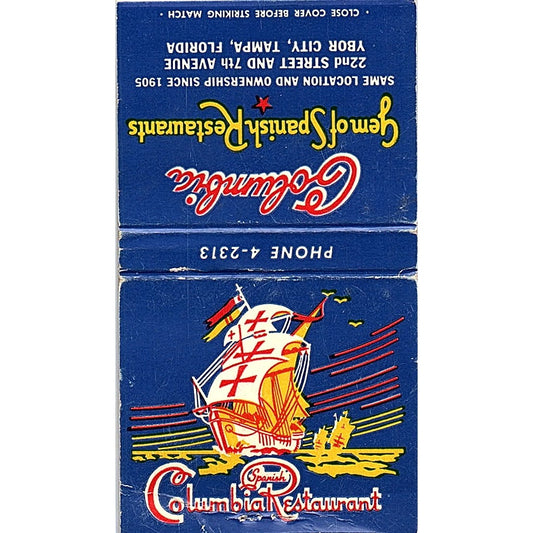 • CLOSE COVER BEFORE STRIKING MATCH •
YBOR CITY, TAMPA, FLORIDA
22nd STREET AND 7th AVENUE
SAME LOCATION AND OWNERSHIP SINCE 1905
Gem of Spanish Restaurants
Columbia
PHONE 4-2313
Spanish
Columbia Restaurant